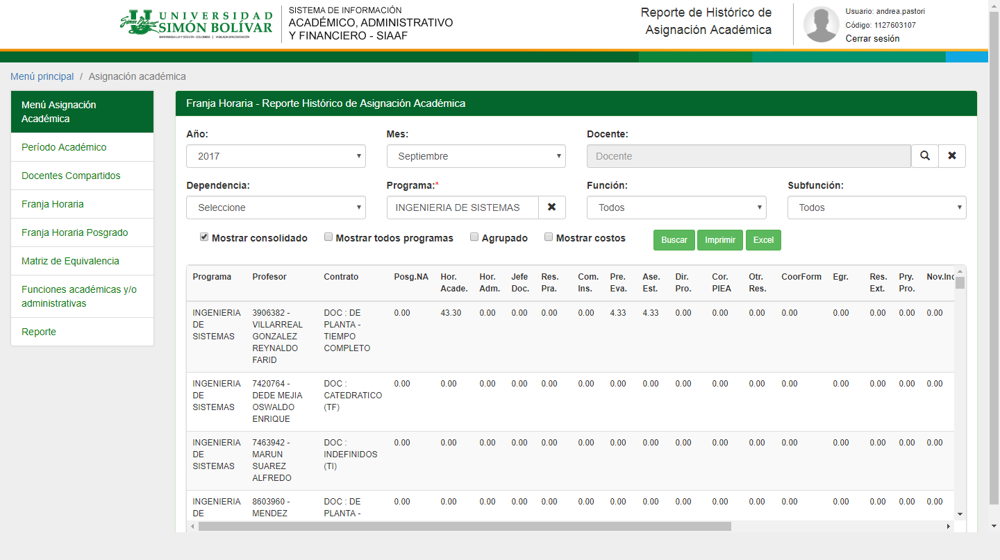 UNIVERSIDAD
SIMÓN BOLÍVAR
BARRANQUILLA Y CÚCUTA - COLOMBIA | VIGILADA MINEDUCACIÓN
SISTEMA DE INFORMACIÓN
ACADÉMICO, ADMINISTRATIVO
Y FINANCIERO - SIAAF
Reporte de Histórico de
Asignación Académica
Usuario: andrea.pastori
Código: 1127603107
Cerrar sesión
Menú principal / Asignación académica
Menú Asignación
Académica
Período Académico
Docentes Compartidos
Franja Horaria
Franja Horaria Posgrado
Matriz de Equivalencia
Funciones académicas y/o
administrativas
Reporte
Franja Horaria - Reporte Histórico de Asignación Académica
Año: Mes: Docente:
2017 Septiembre Docente
Dependencia: Programa:* Función: Subfunción:
Seleccione INGENIERIA DE SISTEMAS Todos Todos
Mostrar consolidado Mostrar todos programas Agrupado Mostrar costos Buscar Imprimir Excel
Programa Profesor Contrato Posg.NA Hor. Hor. Jefe Res. Com. Pre. Ase. Dir. Cor. Otr. CoorForm Egr. Res. Pry. Nov.Inc
Acade. Adm. Doc. Pra. Ins. Eva. Est. Pro. PIEA Res. Ext. Pro.
INGENIERIA 3906382 - DOC : DE 0.00 43.30 0.00 0.00 0.00 0.00 4.33 4.33 0.00 0.00 0.00 0.00 0.00 0.00 0.00 0.00
DE VILLARREAL PLANTA -
SISTEMAS GONZALEZ TIEMPO
REYNALDO COMPLETO
FARID
INGENIERIA 7420764 - DOC : 0.00 0.00 0.00 0.00 0.00 0.00 0.00 0.00 0.00 0.00 0.00 0.00 0.00 0.00 0.00 0.00
DE DEDE MEJIA CATEDRATICO
SISTEMAS OSWALDO (TF)
ENRIQUE
INGENIERIA 7463942 - DOC : 0.00 0.00 0.00 0.00 0.00 0.00 0.00 0.00 0.00 0.00 0.00 0.00 0.00 0.00 0.00 0.00
DE MARUN INDEFINIDOS
SISTEMAS SUAREZ (TI)
ALFREDO
INGENIERIA 8603960 - DOC : DE 0.00 0.00 0.00 0.00 0.00 0.00 0.00 0.00 0.00 0.00 0.00 0.00 0.00 0.00 0.00 0.00
DE MENDEZ PLANTA -